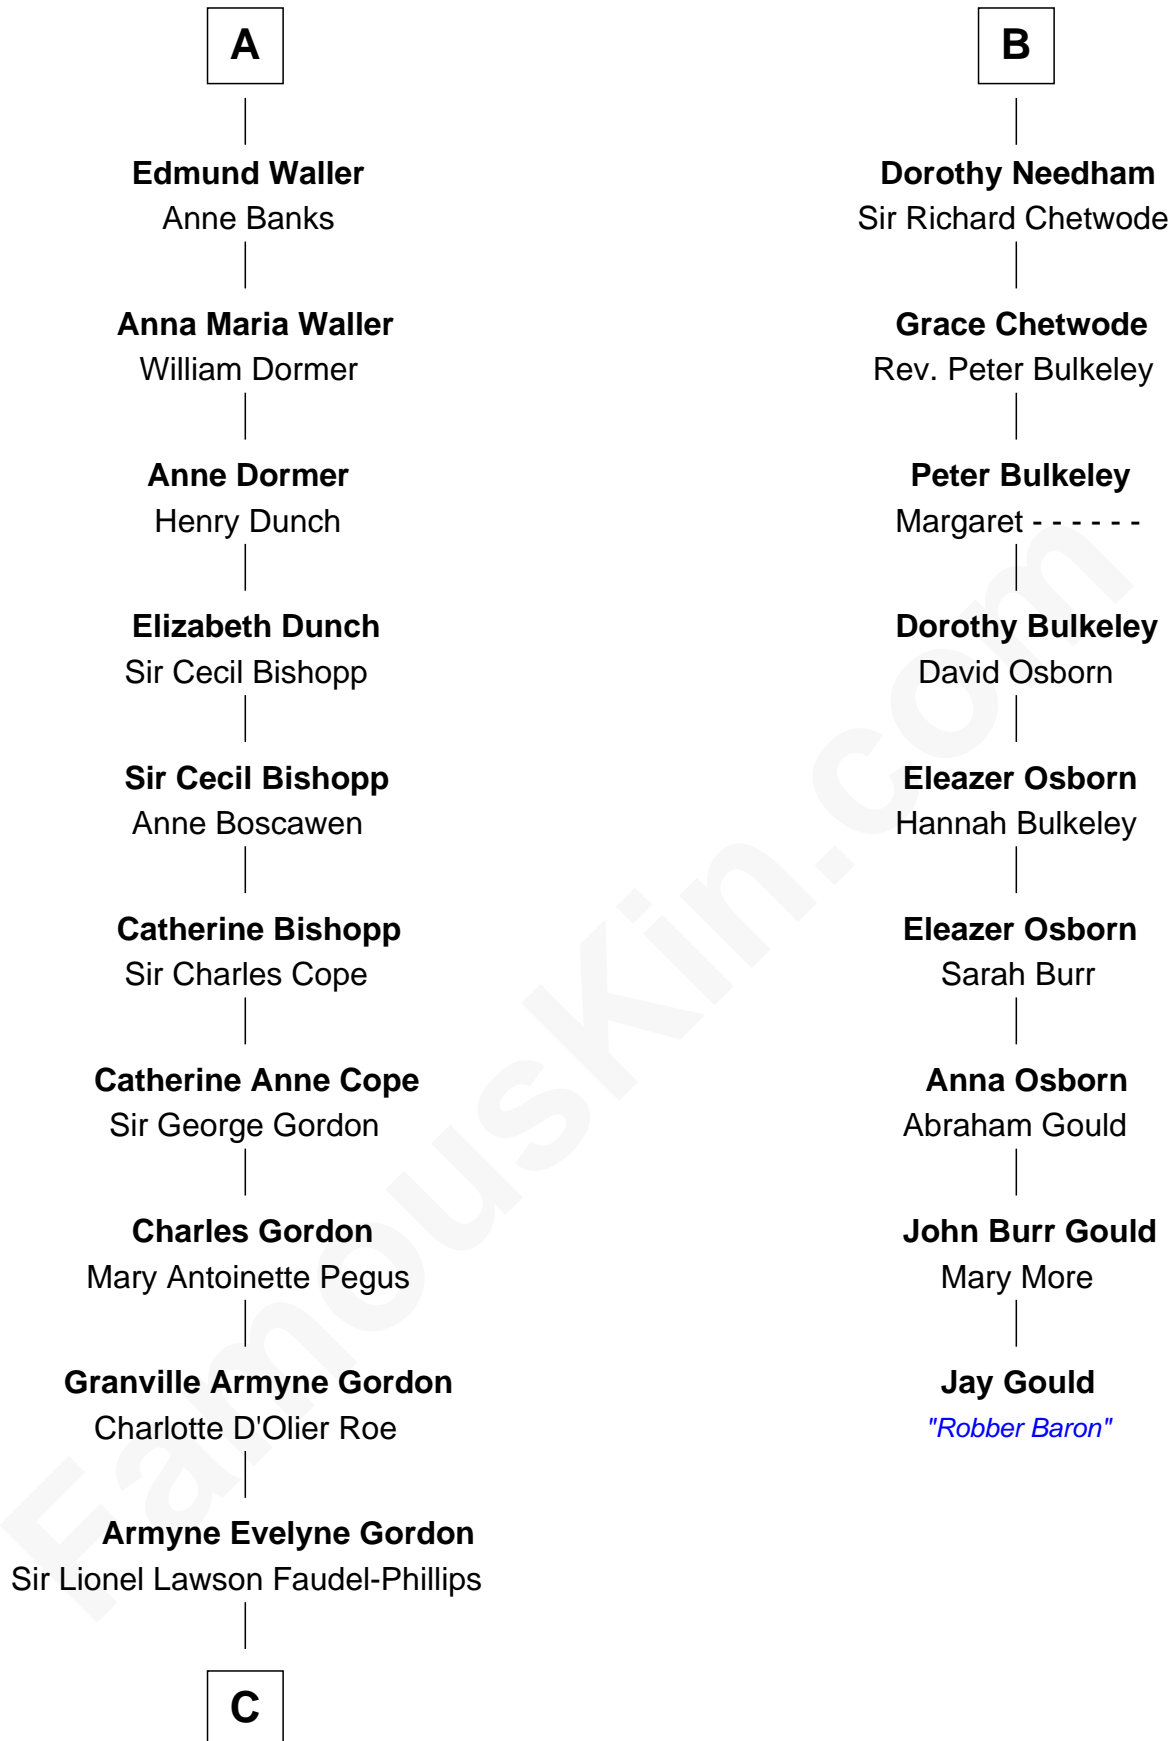 A
Edmund Waller
Anne Banks
Anna Maria Waller
William Dormer
Anne Dormer
Henry Dunch
Elizabeth Dunch
Sir Cecil Bishopp
Sir Cecil Bishopp
Anne Boscawen
Catherine Bishopp
Sir Charles Cope
Catherine Anne Cope
Sir George Gordon
Charles Gordon
Mary Antoinette Pegus
Granville Armyne Gordon
Charlotte D'Olier Roe
Armyne Evelyne Gordon
Sir Lionel Lawson Faudel-Phillips
C
B
Dorothy Needham
Sir Richard Chetwode
Grace Chetwode
Rev. Peter Bulkeley
Peter Bulkeley
Margaret - - - - - -
Dorothy Bulkeley
David Osborn
Eleazer Osborn
Hannah Bulkeley
Eleazer Osborn
Sarah Burr
Anna Osborn
Abraham Gould
John Burr Gould
Mary More
Jay Gould
"Robber Baron"
FamousKin.com